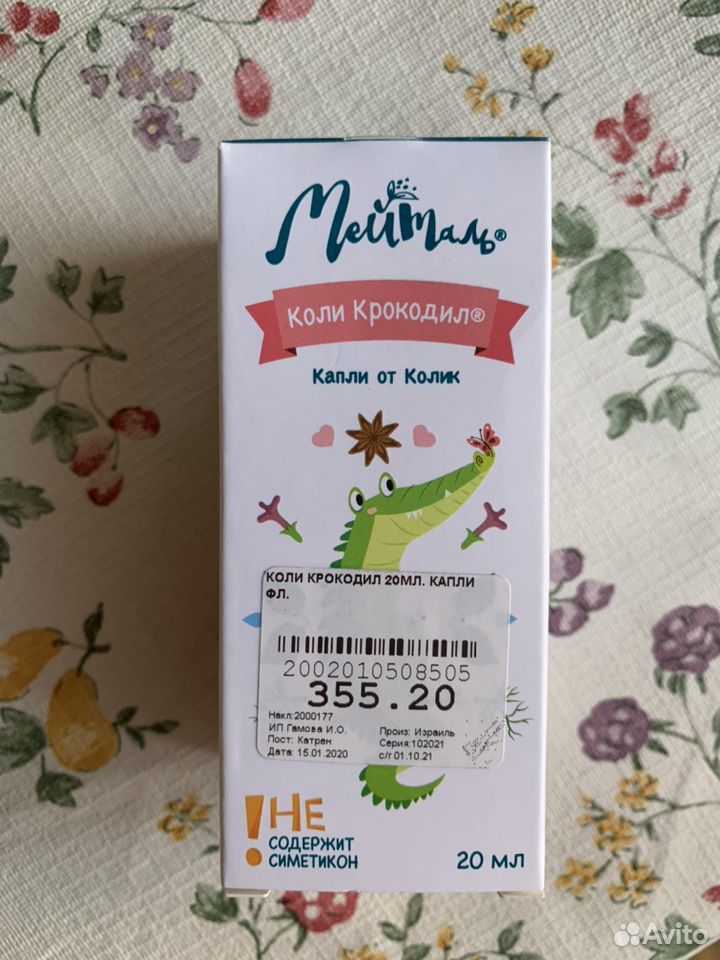 Мейталь®
Коли Крокодил®
Капли от Колик
КОЛИ КРОКОДИЛ 20МЛ. КАПЛИ
ФЛ.
2002010508505
355.20
Накл:2000177
ИП Гамова И.О.
Пост: Катрен
Дата: 15.01.2020
Произ: Израиль
Серия:102021
с/г 01.10.21
! НЕ
СОДЕРЖИТ
СИМЕТИКОН
20 мл
Avito